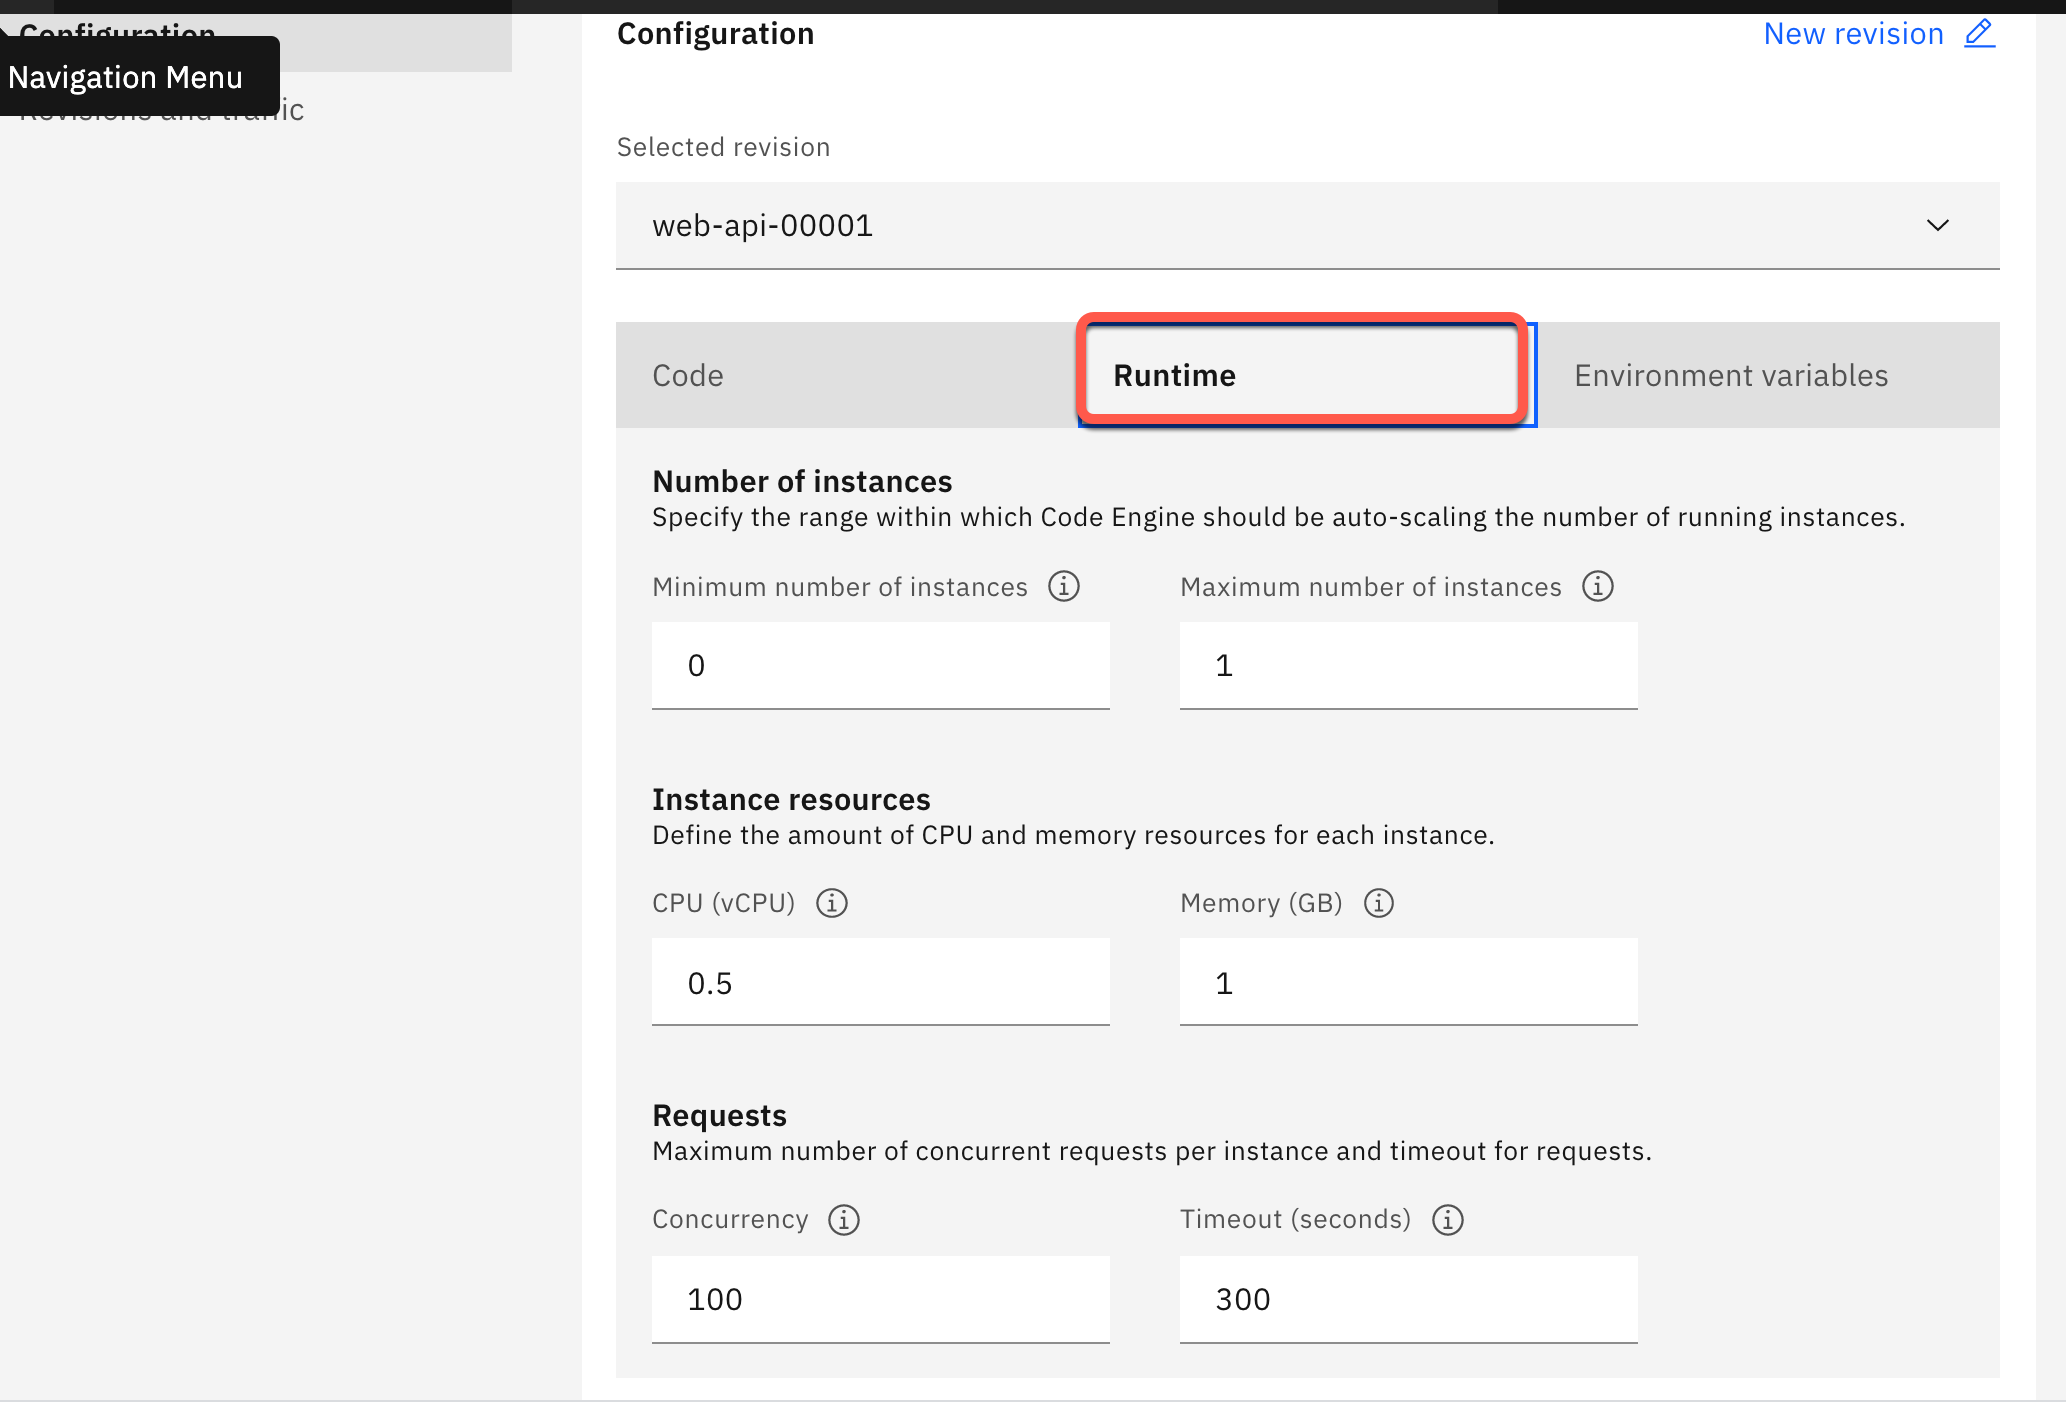 Configuration
Navigation Menu
Revisions and traffic
Configuration
New revision
Selected revision
web-api-00001
Code
Runtime
Environment variables
Number of instances
Specify the range within which Code Engine should be auto-scaling the number of running instances.
Minimum number of instances
Maximum number of instances
0
1
Instance resources
Define the amount of CPU and memory resources for each instance.
CPU (vCPU)
Memory (GB)
0.5
1
Requests
Maximum number of concurrent requests per instance and timeout for requests.
Concurrency
Timeout (seconds)
100
300